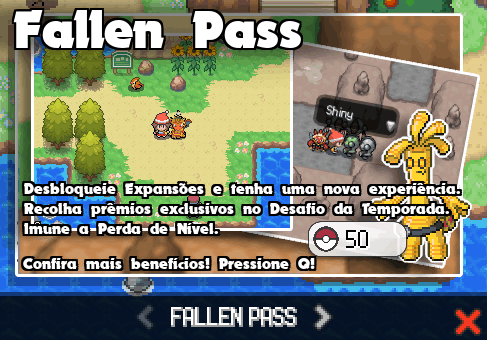 Fallen Pass
Shiny
Desbloqueie Expansões e tenha uma nova experiência.
Recolha prêmios exclusivos no Desafio da Temporada.
Imune a Perda de Nível.
50
Confira mais benefícios! Pressione Q!
FALLEN PASS